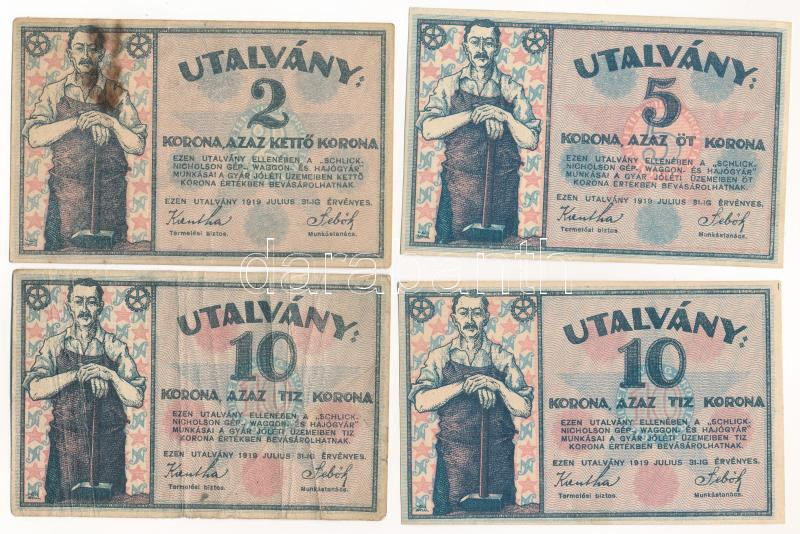 UTALVÁNY:
2
KORONA, AZAZ KETTŐ KORONA
EZEN UTALVÁNY ELLENÉBEN A „SCHLICK-
NICHOLSON GÉP-, WAGGON- ÉS HAJÓGYÁR"
MUNKÁSAI A GYÁR JÓLÉTI ÜZEMEIBEN KETTŐ
KORONA ÉRTÉKBEN BEVÁSÁROLHATNAK.
EZEN UTALVÁNY 1919 JULIUS 31-IG ÉRVÉNYES.
Termelési biztos. Munkástanács.
UTALVÁNY:
5
KORONA, AZAZ ÖT KORONA
EZEN UTALVÁNY ELLENÉBEN A „SCHLICK-
NICHOLSON GÉP-, WAGGON- ÉS HAJÓGYÁR"
MUNKÁSAI A GYÁR JÓLÉTI ÜZEMEIBEN ÖT
KORONA ÉRTÉKBEN BEVÁSÁROLHATNAK.
EZEN UTALVÁNY 1919 JULIUS 31-IG ÉRVÉNYES.
Termelési biztos. Munkástanács.
darabanth
UTALVÁNY:
10
KORONA, AZAZ TIZ KORONA
EZEN UTALVÁNY ELLENÉBEN A „SCHLICK-
NICHOLSON GÉP-, WAGGON- ÉS HAJÓGYÁR"
MUNKÁSAI A GYÁR JÓLÉTI ÜZEMEIBEN TIZ
KORONA ÉRTÉKBEN BEVÁSÁROLHATNAK.
EZEN UTALVÁNY 1919 JULIUS 31-IG ÉRVÉNYES.
Termelési biztos. Munkástanács.
UTALVÁNY:
10
KORONA, AZAZ TIZ KORONA
EZEN UTALVÁNY ELLENÉBEN A „SCHLICK-
NICHOLSON GÉP-, WAGGON- ÉS HAJÓGYÁR"
MUNKÁSAI A GYÁR JÓLÉTI ÜZEMEIBEN TIZ
KORONA ÉRTÉKBEN BEVÁSÁROLHATNAK.
EZEN UTALVÁNY 1919 JULIUS 31-IG ÉRVÉNYES.
Termelési biztos. Munkástanács.